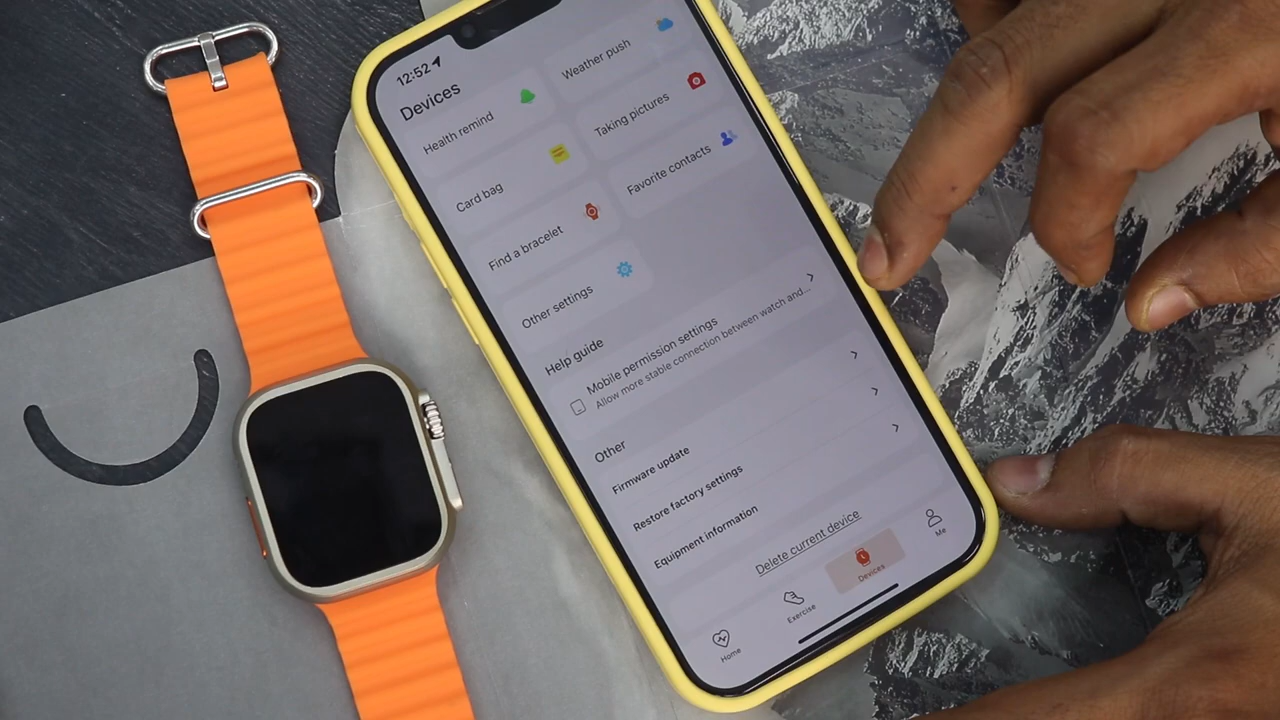 12:52
Devices
Health remind
Weather push
Card bag
Taking pictures
Find a bracelet
Favorite contacts
Other settings
Help guide
Mobile permission settings
Allow more stable connection between watch and...
Other
Firmware update
Restore factory settings
Equipment information
Delete current device
Home
Exercise
Devices
Me